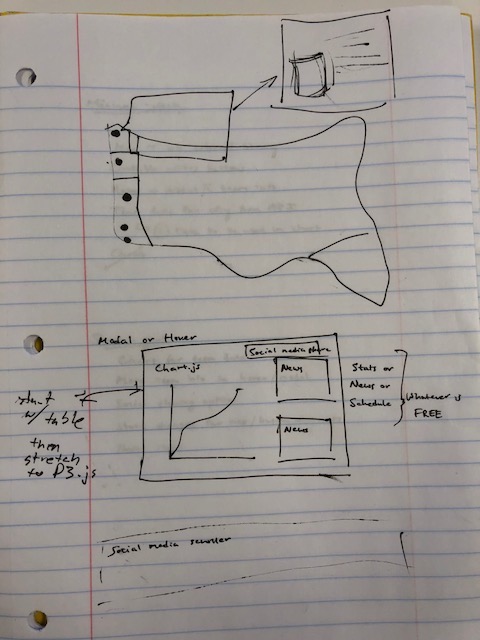 Modal or Hover
Social media share
Chart.js
News
News
Stats or
News or
Schedule
Whatever is
FREE
start
w/ table
then
stretch
to D3.js
Social media scroller